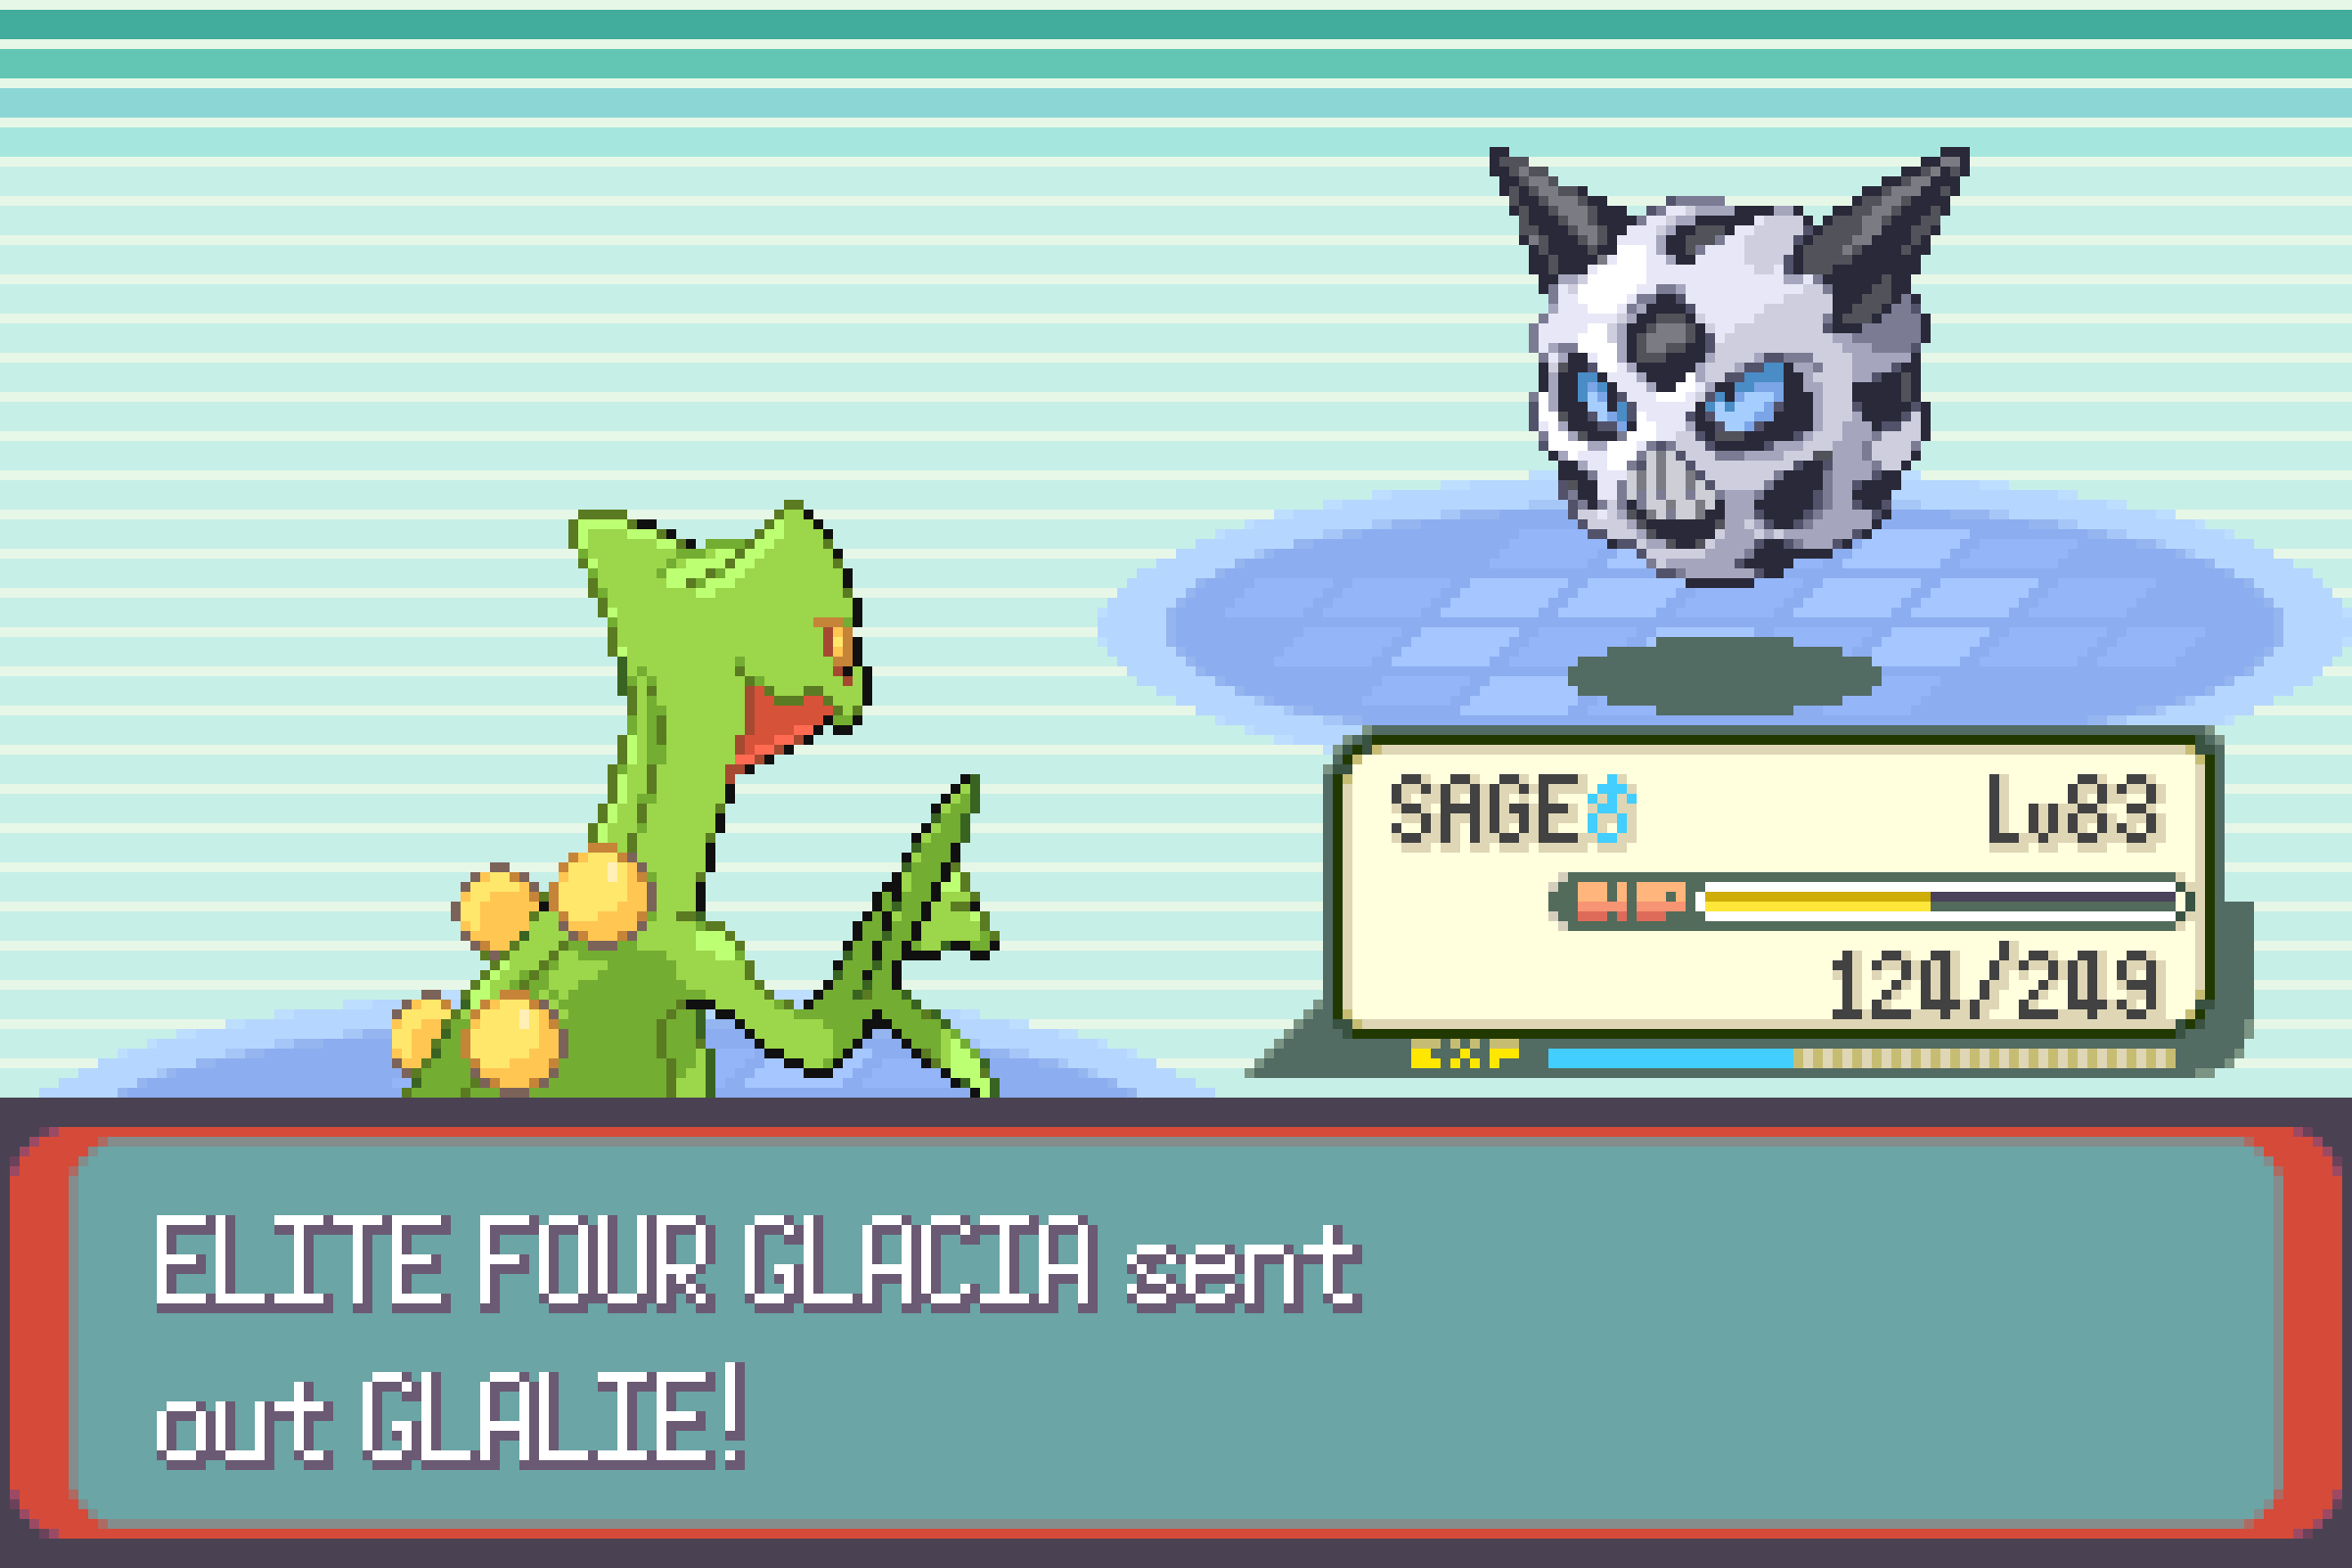 SAGE♂ Lv83
HP
124/249
EXP
ELITE FOUR GLACIA sent
out GLALIE!